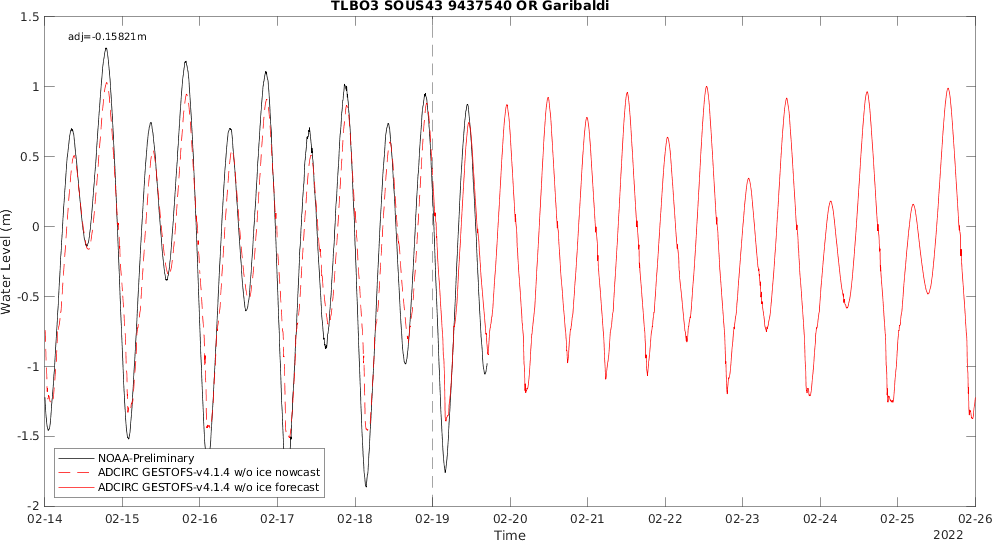 TLBO3 SOUS43 9437540 OR Garibaldi
adj=-0.15821m
1.5
1
0.5
0
-0.5
-1
-1.5
-2
Water Level (m)
NOAA-Preliminary
ADCIRC GESTOFS-v4.1.4 w/o ice nowcast
ADCIRC GESTOFS-v4.1.4 w/o ice forecast
02-14 02-15 02-16 02-17 02-18 02-19 02-20 02-21 02-22 02-23 02-24 02-25 02-26
Time
2022